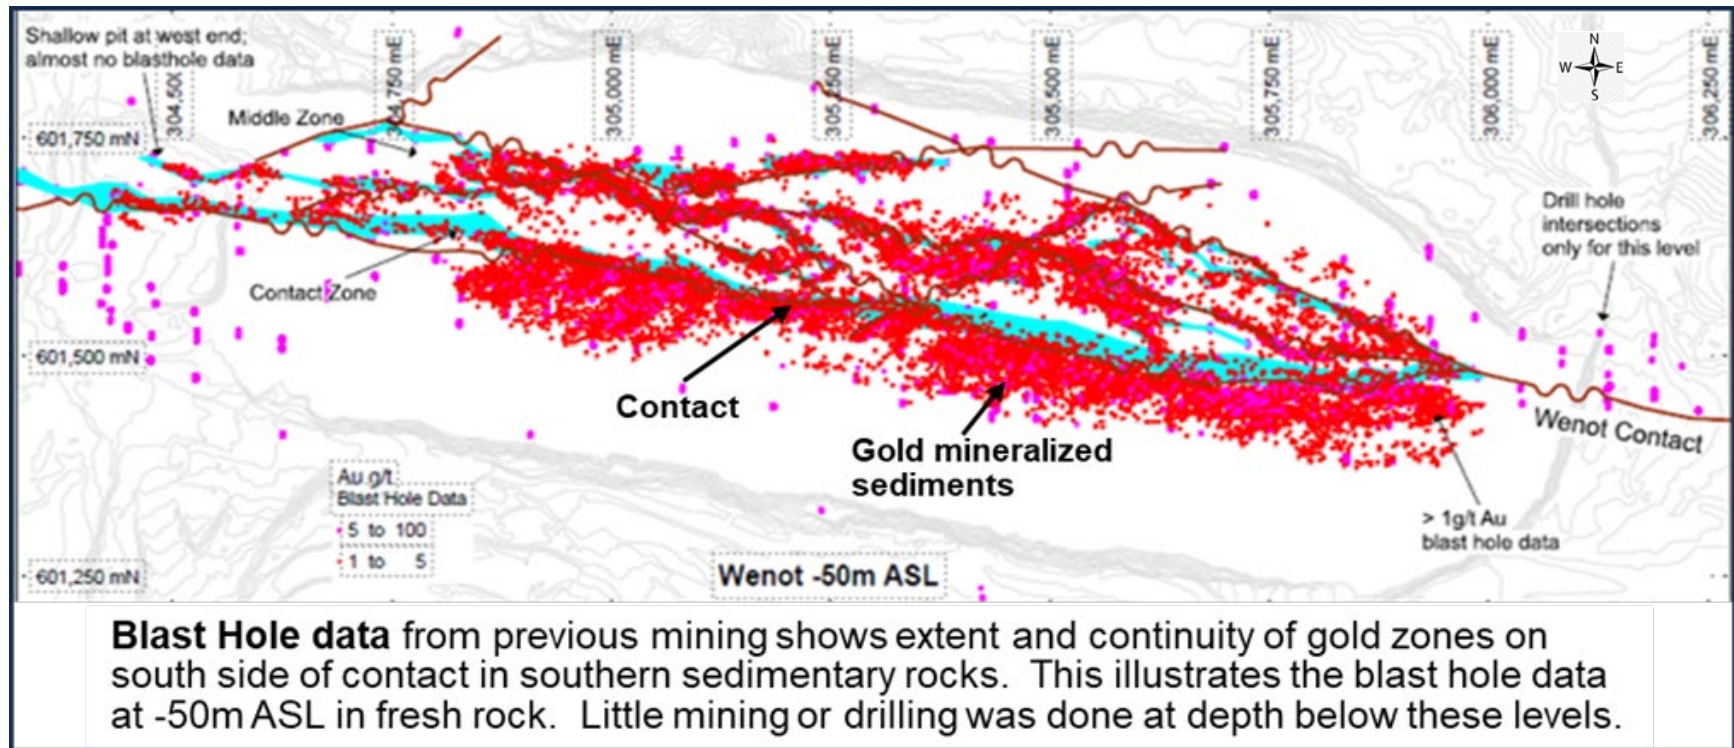 Shallow pit at west end;
almost no blasthole data
304,50
304,750 mE
305,000 mE
305,250 mE
305,500 mE
305,750 mE
306,000 mE
306,250 mE
N
W E
S
Middle Zone
601,750 mN
Drill hole
intersections
only for this level
Contact Zone
601,500 mN
Contact
Gold mineralized
sediments
Wenot Contact
Au g/t
Blast Hole Data
5 to 100
1 to 5
> 1g/t Au
blast hole data
601,250 mN
Wenot -50m ASL
Blast Hole data from previous mining shows extent and continuity of gold zones on
south side of contact in southern sedimentary rocks. This illustrates the blast hole data
at -50m ASL in fresh rock. Little mining or drilling was done at depth below these levels.